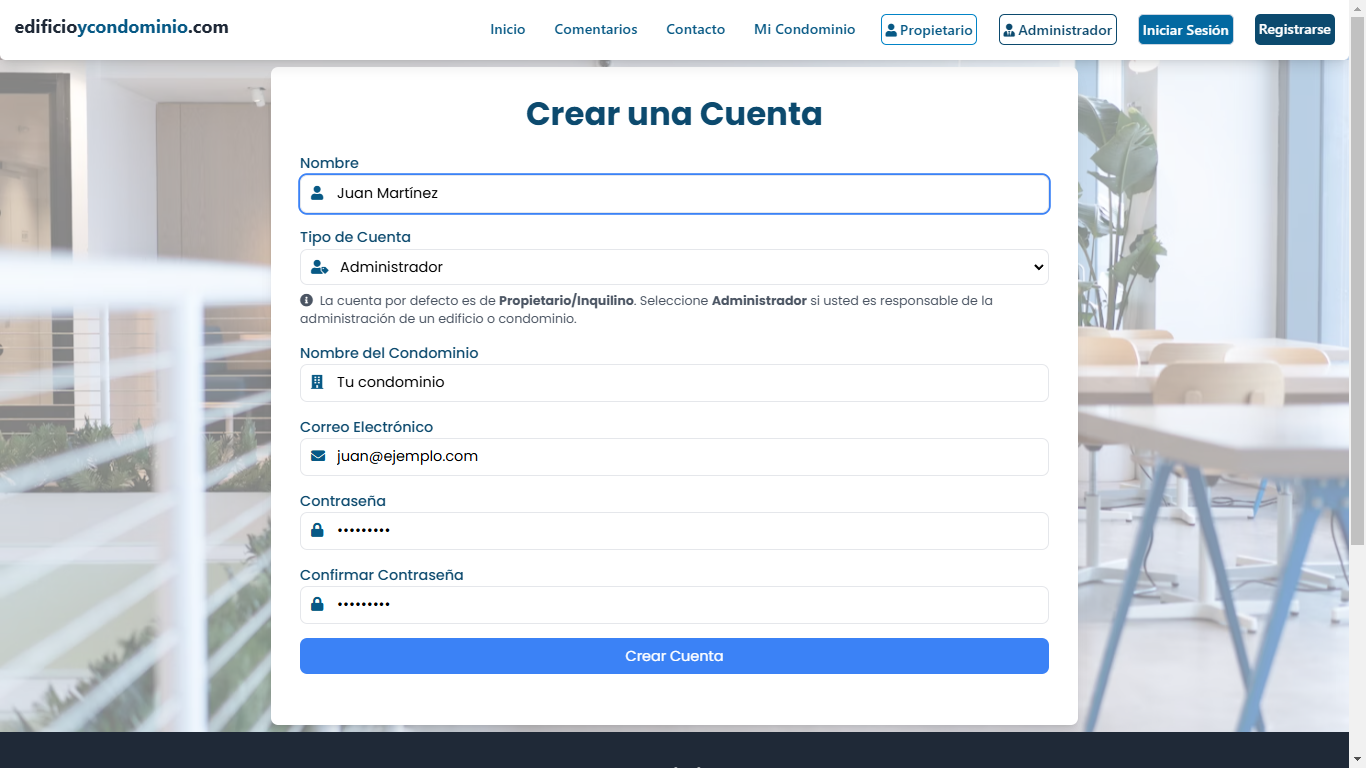 edificioycondominio.com
Inicio Comentarios Contacto Mi Condominio Propietario Administrador Iniciar Sesión Registrarse
Crear una Cuenta
Nombre
Juan Martínez
Tipo de Cuenta
Administrador
La cuenta por defecto es de Propietario/Inquilino. Seleccione Administrador si usted es responsable de la
administración de un edificio o condominio.
Nombre del Condominio
Tu condominio
Correo Electrónico
juan@ejemplo.com
Contraseña
•••••••••
Confirmar Contraseña
•••••••••
Crear Cuenta